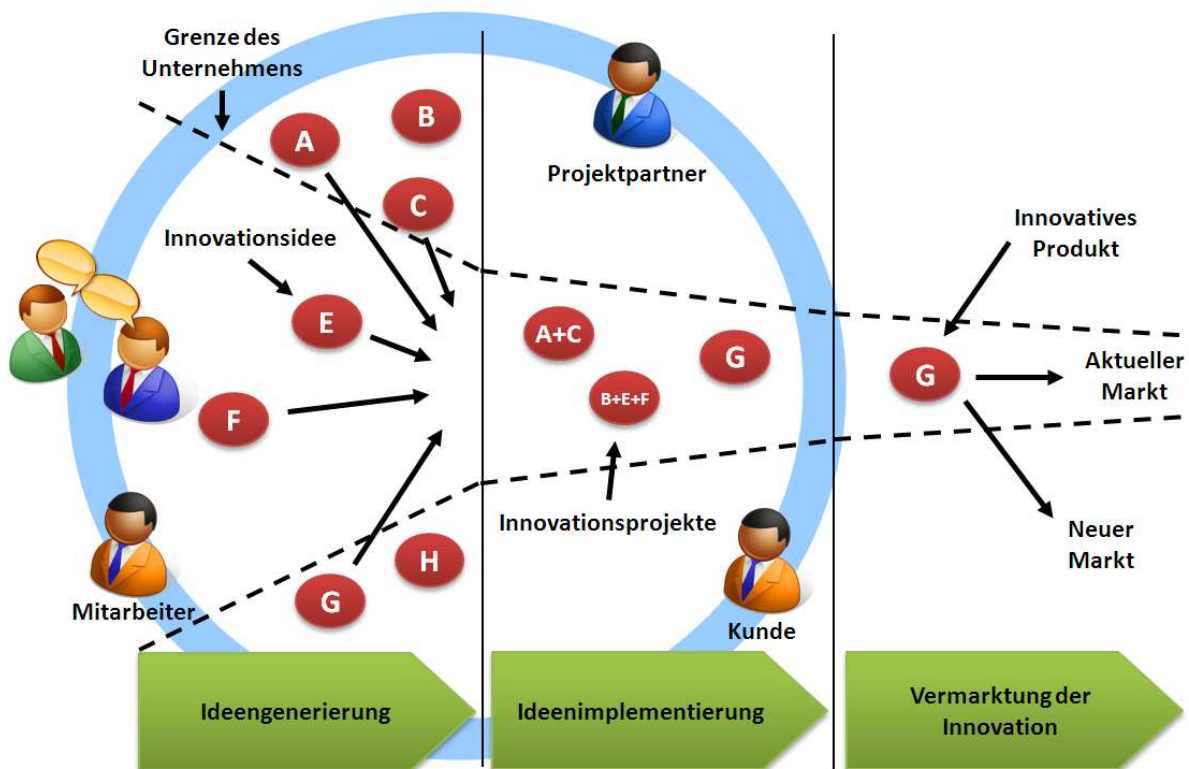 Grenze des
Unternehmens
A
B
C
Innovationsidee
E
F
G
H
Mitarbeiter
Projektpartner
A+C
G
B+E+F
Innovationsprojekte
Kunde
Innovatives
Produkt
G
Aktueller
Markt
Neuer
Markt
Ideengenerierung
Ideenimplementierung
Vermarktung der
Innovation